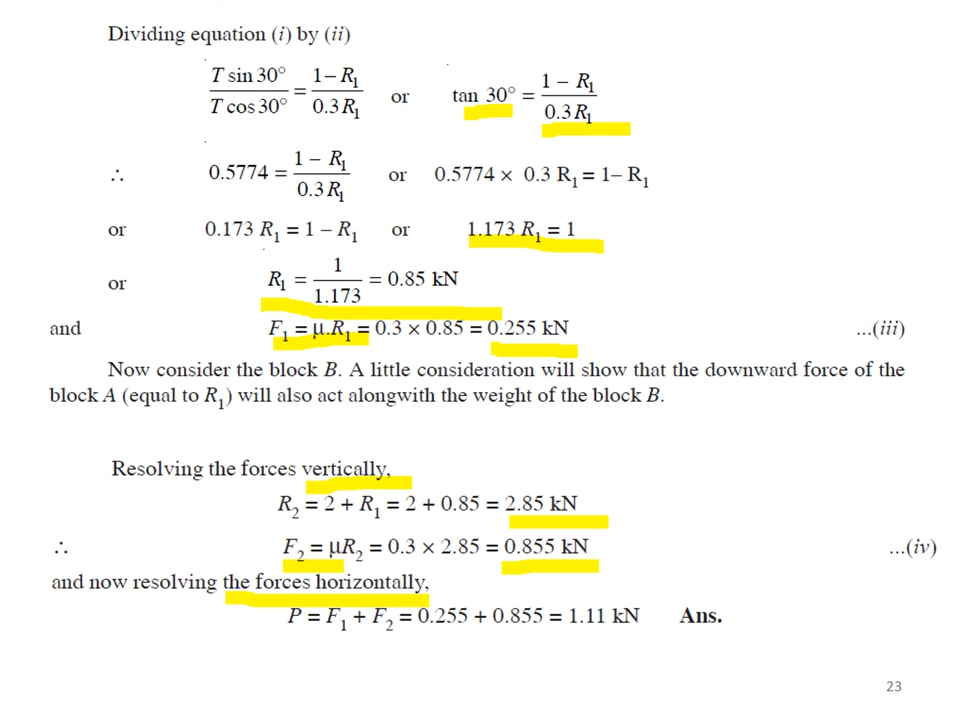 Dividing equation (i) by (ii)
T sin 30° / T cos 30° = 1 – R₁ / 0.3 R₁ or tan 30° = 1 – R₁ / 0.3 R₁
∴ 0.5774 = 1 – R₁ / 0.3 R₁ or 0.5774 × 0.3 R₁ = 1– R₁
or 0.173 R₁ = 1 – R₁ or 1.173 R₁ = 1
or R₁ = 1 / 1.173 = 0.85 kN
and F₁ = μ.R₁ = 0.3 × 0.85 = 0.255 kN ...(iii)
Now consider the block B. A little consideration will show that the downward force of the
block A (equal to R₁) will also act alongwith the weight of the block B.
Resolving the forces vertically,
R₂ = 2 + R₁ = 2 + 0.85 = 2.85 kN
∴ F₂ = μR₂ = 0.3 × 2.85 = 0.855 kN ...(iv)
and now resolving the forces horizontally,
P = F₁ + F₂ = 0.255 + 0.855 = 1.11 kN Ans.
23